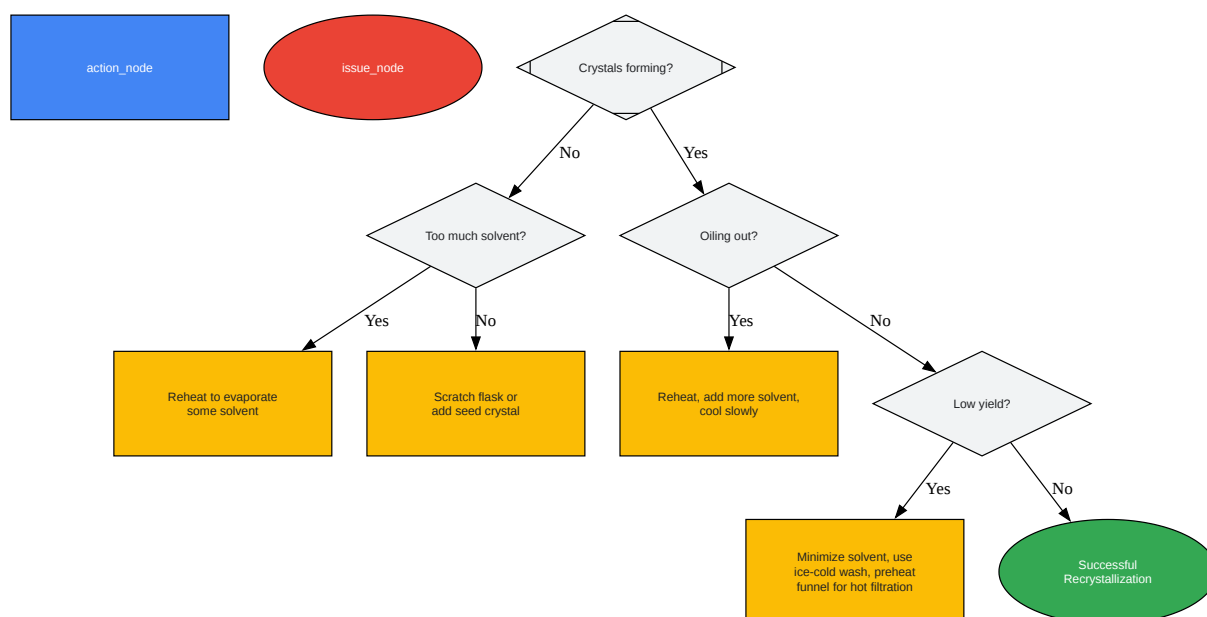 action_node
issue_node
Crystals forming?
No
Yes
Too much solvent?
Oiling out?
Yes
No
Yes
No
Reheat to evaporate
some solvent
Scratch flask or
add seed crystal
Reheat, add more solvent,
cool slowly
Low yield?
Yes
No
Minimize solvent, use
ice-cold wash, preheat
funnel for hot filtration
Successful
Recrystallization